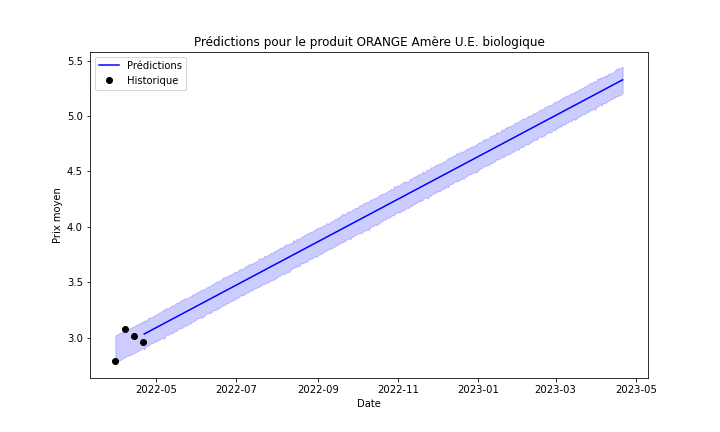 Prédictions pour le produit ORANGE Amère U.E. biologique
Prédictions
Historique
5.5
5.0
4.5
4.0
3.5
3.0
Prix moyen
2022-05 2022-07 2022-09 2022-11 2023-01 2023-03 2023-05
Date